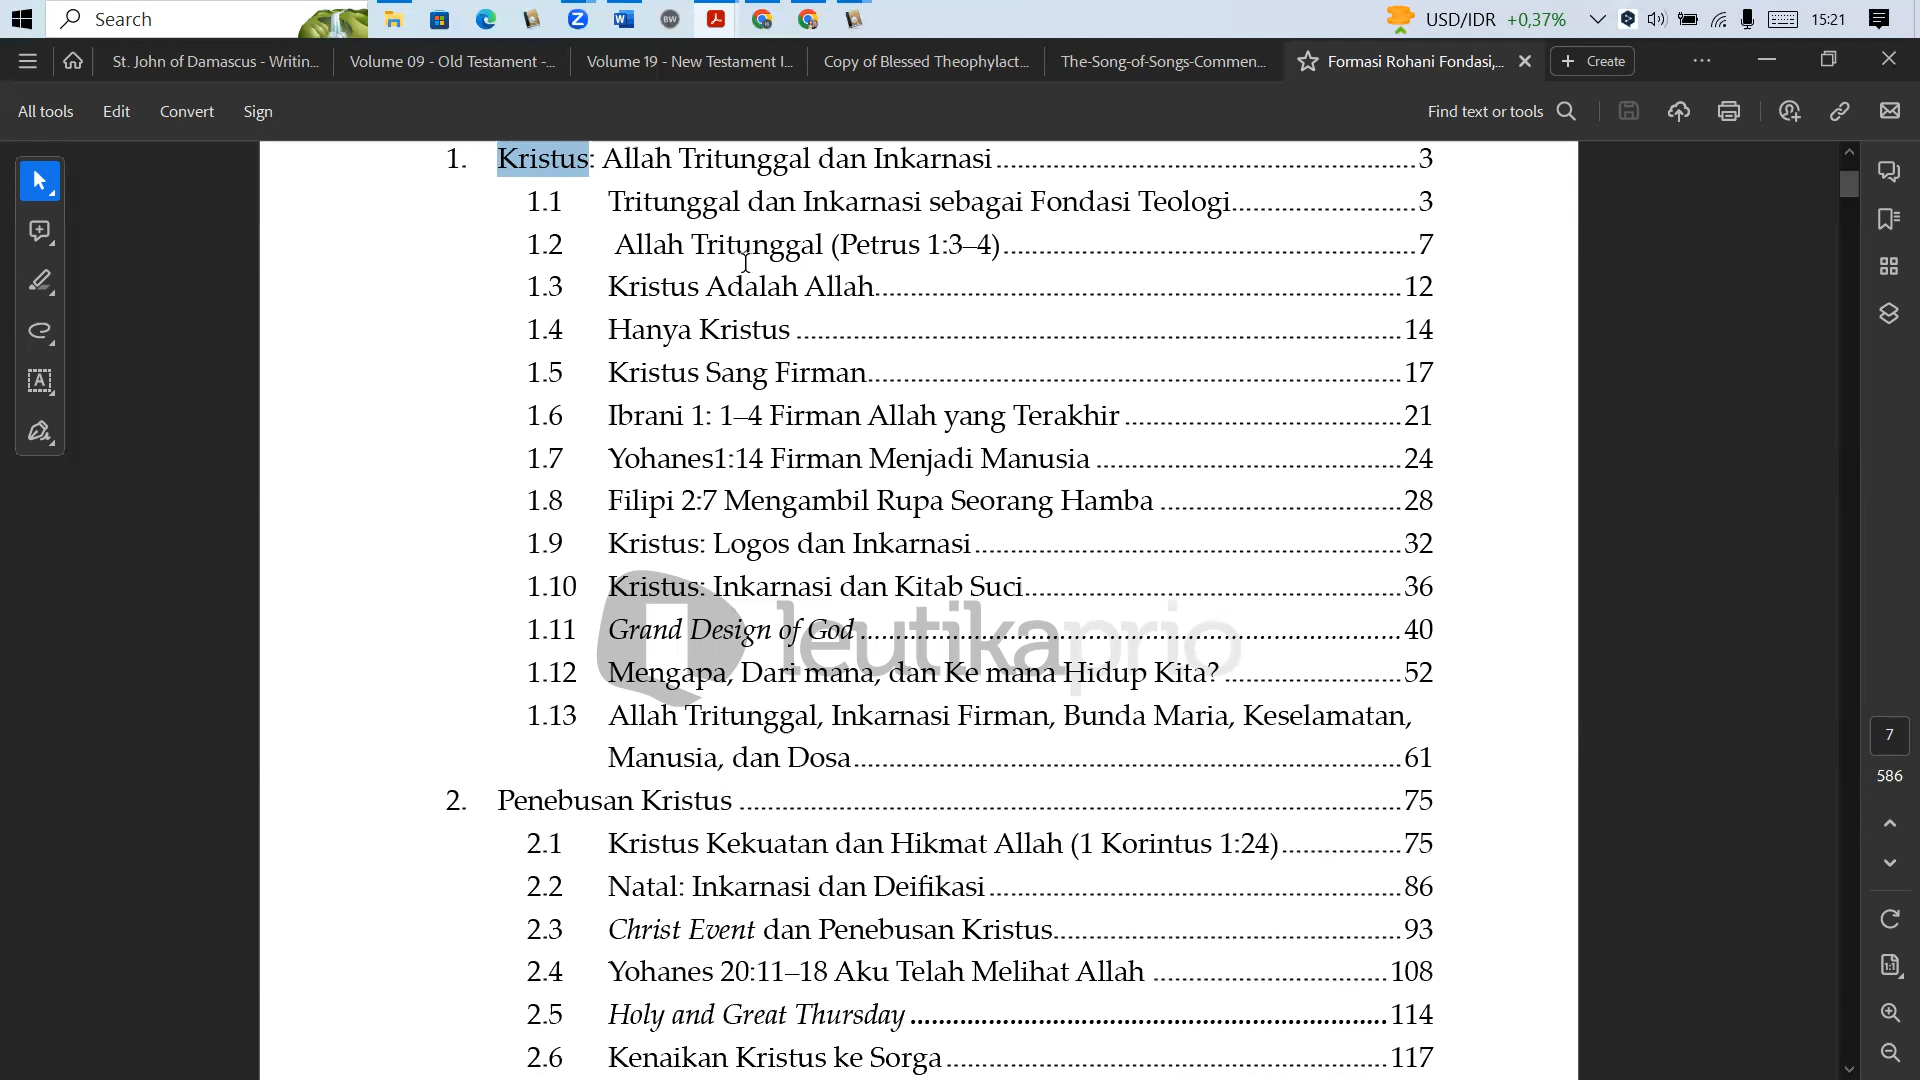 Search
USD/IDR +0,37%
15:21
St. John of Damascus - Writin...
Volume 09 - Old Testament -...
Volume 19 - New Testament I...
Copy of Blessed Theophylact...
The-Song-of-Songs-Commen...
Formasi Rohani Fondasi,...
Create
All tools Edit Convert Sign
Find text or tools
1. Kristus: Allah Tritunggal dan Inkarnasi 3
1.1 Tritunggal dan Inkarnasi sebagai Fondasi Teologi 3
1.2 Allah Tritunggal (Petrus 1:3–4) 7
1.3 Kristus Adalah Allah 12
1.4 Hanya Kristus 14
1.5 Kristus Sang Firman 17
1.6 Ibrani 1: 1–4 Firman Allah yang Terakhir 21
1.7 Yohanes1:14 Firman Menjadi Manusia 24
1.8 Filipi 2:7 Mengambil Rupa Seorang Hamba 28
1.9 Kristus: Logos dan Inkarnasi 32
1.10 Kristus: Inkarnasi dan Kitab Suci 36
1.11 Grand Design of God 40
leutikaprio
1.12 Mengapa, Dari mana, dan Ke mana Hidup Kita? 52
1.13 Allah Tritunggal, Inkarnasi Firman, Bunda Maria, Keselamatan,
Manusia, dan Dosa 61
2. Penebusan Kristus 75
2.1 Kristus Kekuatan dan Hikmat Allah (1 Korintus 1:24) 75
2.2 Natal: Inkarnasi dan Deifikasi 86
2.3 Christ Event dan Penebusan Kristus 93
2.4 Yohanes 20:11–18 Aku Telah Melihat Allah 108
2.5 Holy and Great Thursday 114
2.6 Kenaikan Kristus ke Sorga 117
7
586
BW